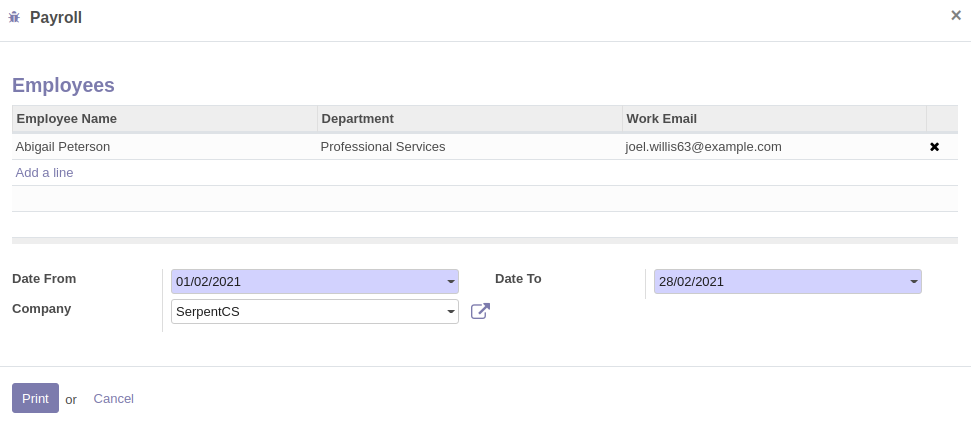 Payroll ×
Employees
Employee Name Department Work Email
Abigail Peterson Professional Services joel.willis63@example.com ✖
Add a line
Date From 01/02/2021 Date To 28/02/2021
Company SerpentCS
Print or Cancel